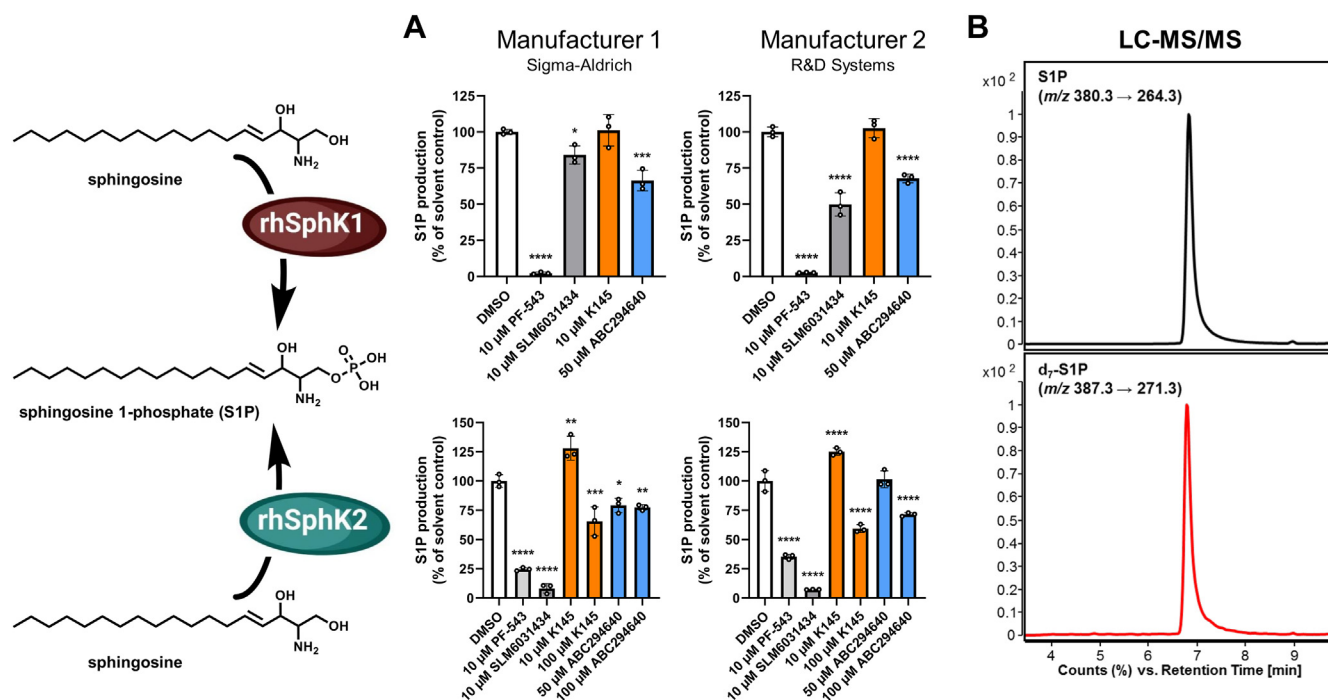 A
B
Manufacturer 1
Sigma-Aldrich
Manufacturer 2
R&D Systems
LC-MS/MS
OH
OH
NH₂
sphingosine
rhSphK1
OH
O
O
P
OH
OH
NH₂
sphingosine 1-phosphate (S1P)
rhSphK2
OH
OH
NH₂
sphingosine
S1P production
(% of solvent control)
125
100
75
50
25
0
****
*
***
DMSO
10 µM PF-543
10 µM SLM6031434
10 µM K145
50 µM ABC294640
S1P production
(% of solvent control)
125
100
75
50
25
0
****
****
****
DMSO
10 µM PF-543
10 µM SLM6031434
10 µM K145
50 µM ABC294640
S1P production
(% of solvent control)
150
125
100
75
50
25
0
****
****
**
***
*
**
DMSO
10 µM PF-543
10 µM SLM6031434
10 µM K145
100 µM K145
50 µM ABC294640
100 µM ABC294640
S1P production
(% of solvent control)
150
125
100
75
50
25
0
****
****
****
****
****
DMSO
10 µM PF-543
10 µM SLM6031434
10 µM K145
100 µM K145
50 µM ABC294640
100 µM ABC294640
x10 ²
S1P
(m/z 380.3 → 264.3)
1
0.9
0.8
0.7
0.6
0.5
0.4
0.3
0.2
0.1
0
x10 ²
d₇-S1P
(m/z 387.3 → 271.3)
1
0.8
0.6
0.4
0.2
0
4
5
6
7
8
9
Counts (%) vs. Retention Time [min]